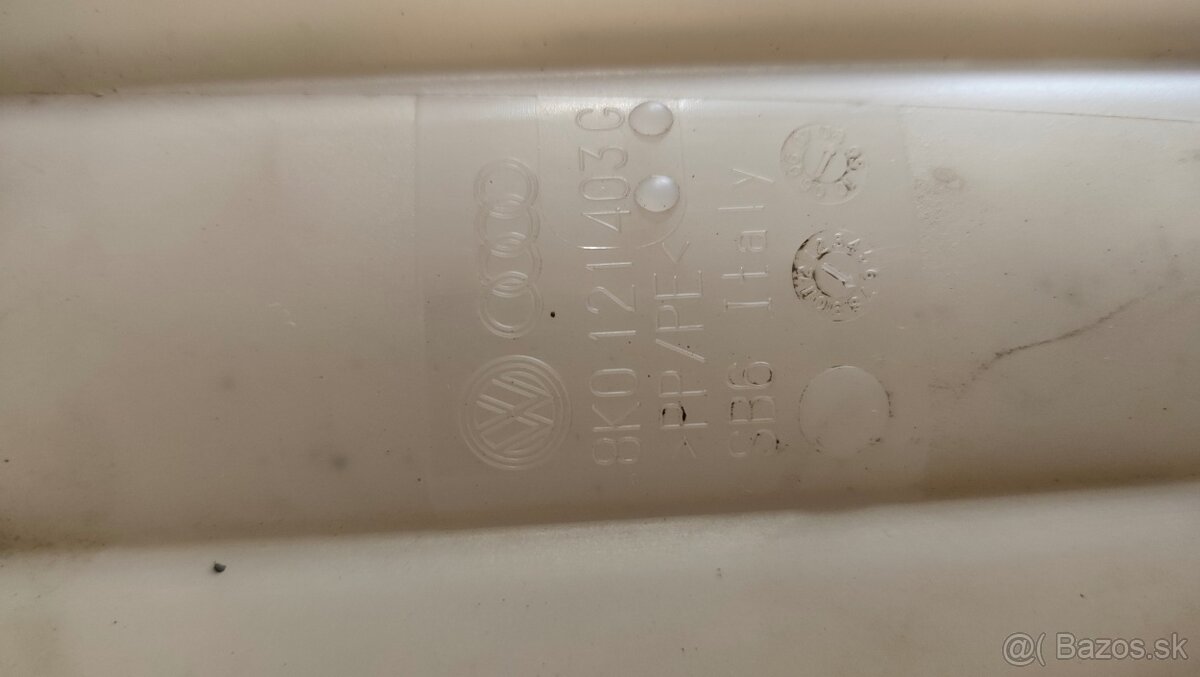 8K0 121 403 G
>PP/PE<
SB6 Italy
@( Bazos.sk